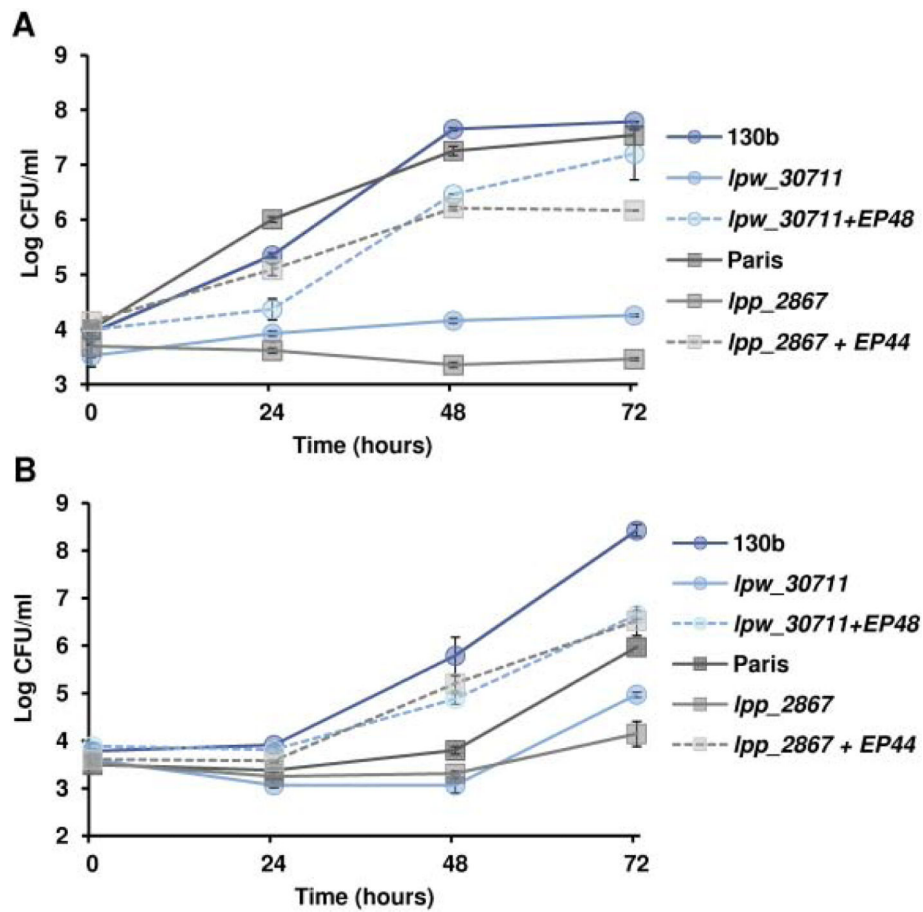 A
9
8
7
6
5
4
3
Log CFU/ml
0 24 48 72
Time (hours)
130b
lpw_30711
lpw_30711+EP48
Paris
lpp_2867
lpp_2867 + EP44
B
9
8
7
6
5
4
3
2
Log CFU/ml
0 24 48 72
Time (hours)
130b
lpw_30711
lpw_30711+EP48
Paris
lpp_2867
lpp_2867 + EP44